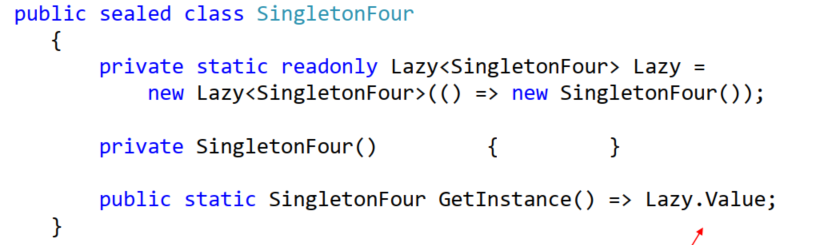 public sealed class SingletonFour
{
private static readonly Lazy<SingletonFour> Lazy =
new Lazy<SingletonFour>(() => new SingletonFour());
private SingletonFour() { }
public static SingletonFour GetInstance() => Lazy.Value;
}